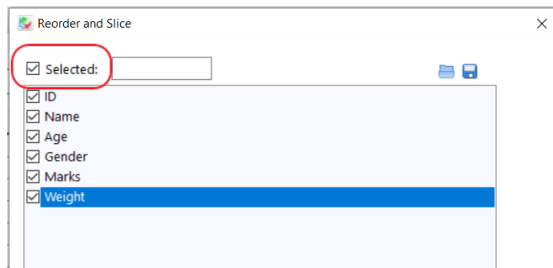 Reorder and Slice
Selected:
ID
Name
Age
Gender
Marks
Weight